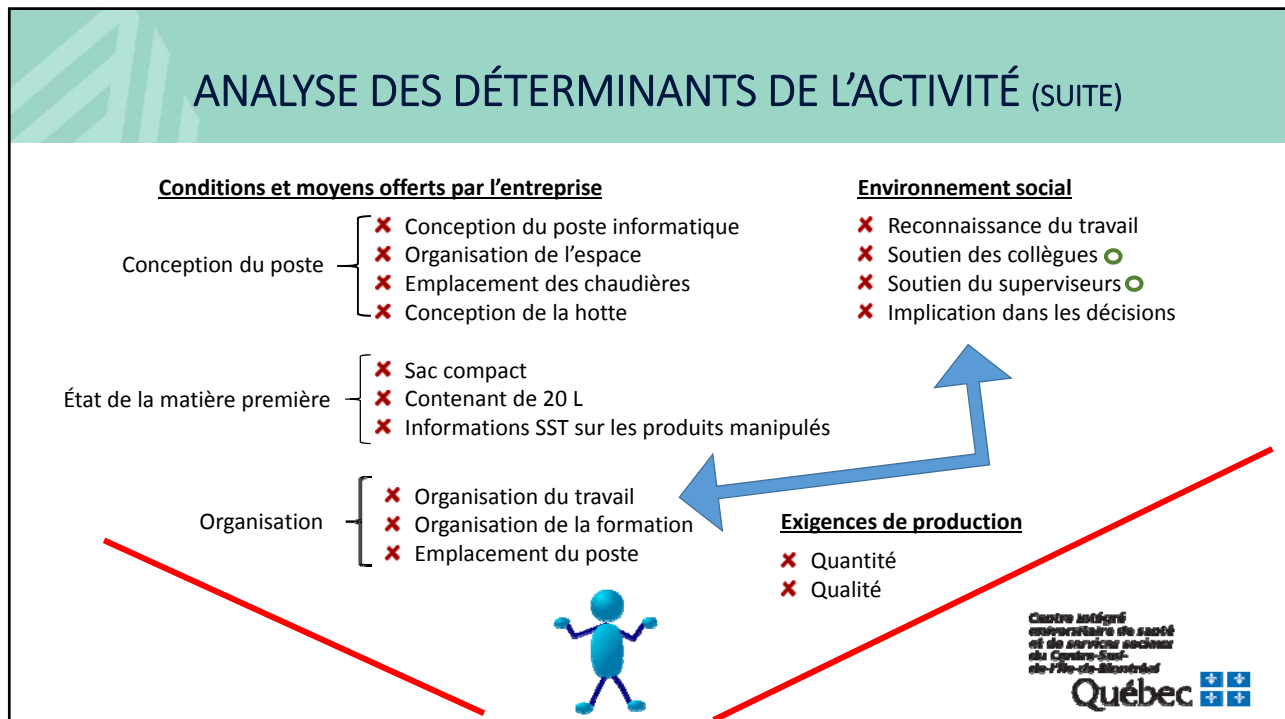 ANALYSE DES DÉTERMINANTS DE L'ACTIVITÉ (SUITE)
Conditions et moyens offerts par l'entreprise
Conception du poste
Conception du poste informatique
Organisation de l'espace
Emplacement des chaudières
Conception de la hotte
État de la matière première
Sac compact
Contenant de 20 L
Informations SST sur les produits manipulés
Organisation
Organisation du travail
Organisation de la formation
Emplacement du poste
Environnement social
Reconnaissance du travail
Soutien des collègues
Soutien du superviseurs
Implication dans les décisions
Exigences de production
Quantité
Qualité
Centre intégré
universitaire de santé
et de services sociaux
du Centre-Sud-
de-l'Île-de-Montréal
Québec